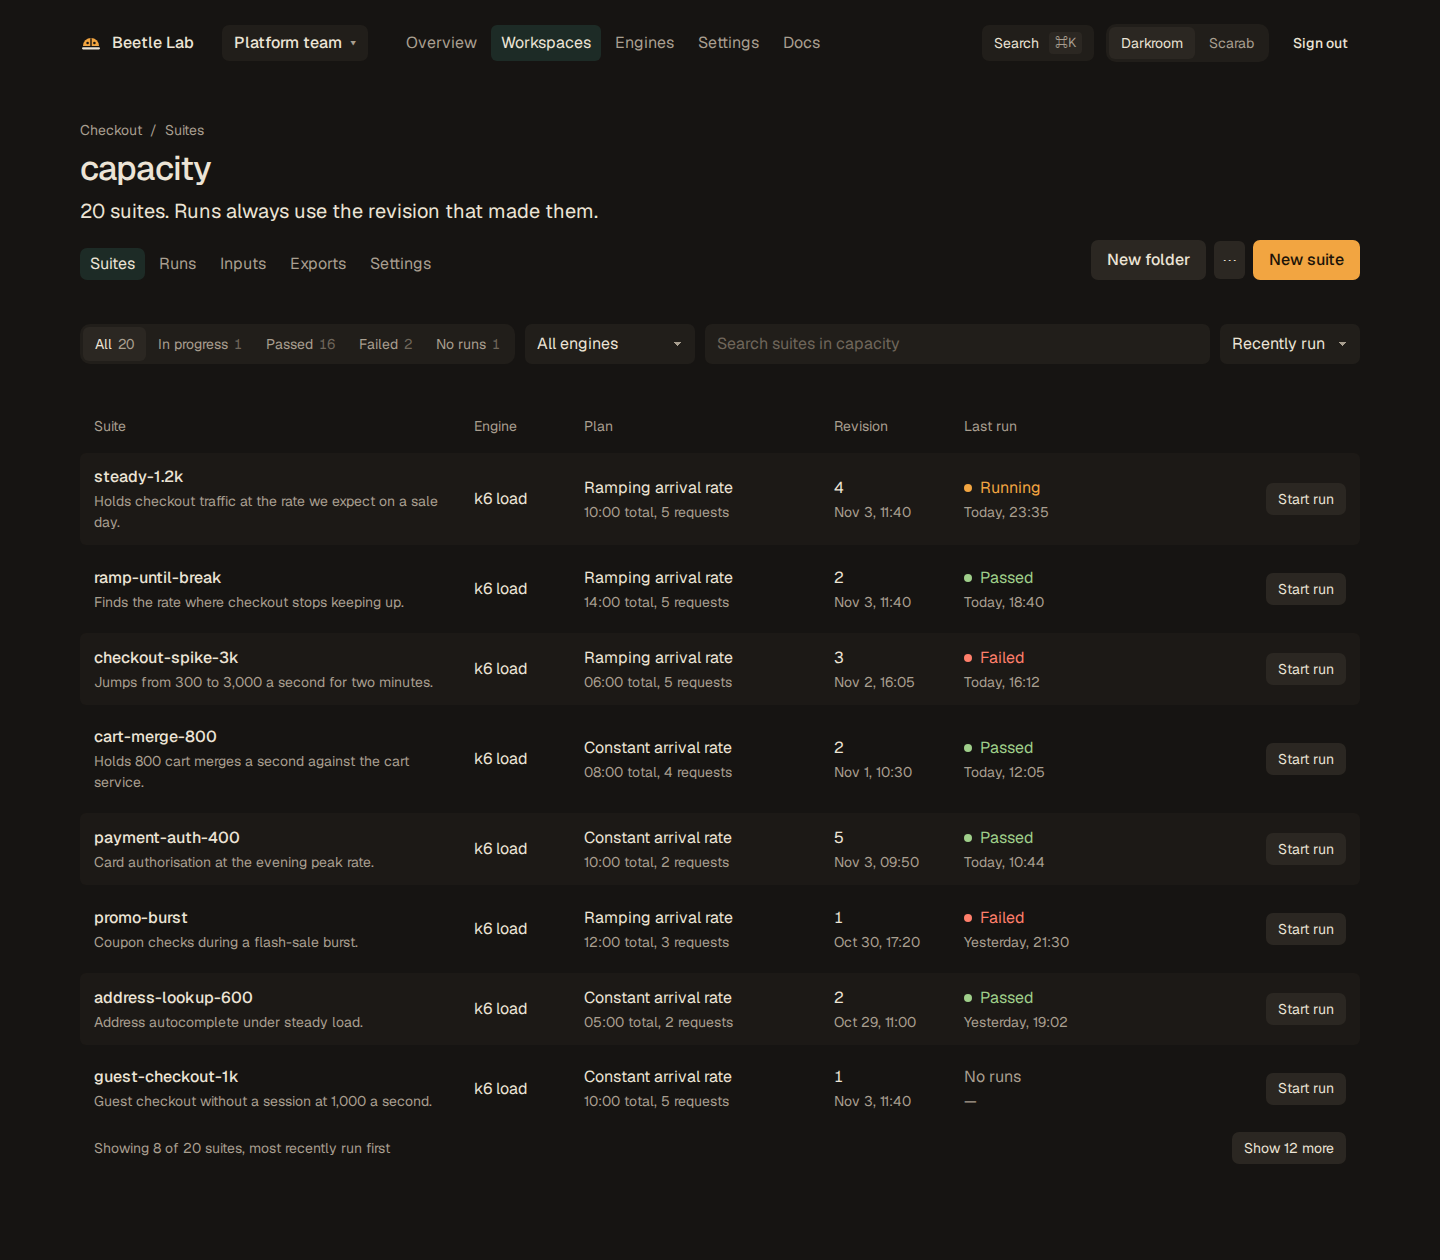 Beetle Lab
Platform team
Overview
Workspaces
Engines
Settings
Docs
Search ⌘K
Darkroom
Scarab
Sign out
Checkout / Suites
capacity
20 suites. Runs always use the revision that made them.
Suites
Runs
Inputs
Exports
Settings
New folder
...
New suite
All 20
In progress 1
Passed 16
Failed 2
No runs 1
All engines
Search suites in capacity
Recently run
Suite
Engine
Plan
Revision
Last run
steady-1.2k
Holds checkout traffic at the rate we expect on a sale
day.
k6 load
Ramping arrival rate
10:00 total, 5 requests
4
Nov 3, 11:40
Running
Today, 23:35
Start run
ramp-until-break
Finds the rate where checkout stops keeping up.
k6 load
Ramping arrival rate
14:00 total, 5 requests
2
Nov 3, 11:40
Passed
Today, 18:40
Start run
checkout-spike-3k
Jumps from 300 to 3,000 a second for two minutes.
k6 load
Ramping arrival rate
06:00 total, 5 requests
3
Nov 2, 16:05
Failed
Today, 16:12
Start run
cart-merge-800
Holds 800 cart merges a second against the cart
service.
k6 load
Constant arrival rate
08:00 total, 4 requests
2
Nov 1, 10:30
Passed
Today, 12:05
Start run
payment-auth-400
Card authorisation at the evening peak rate.
k6 load
Constant arrival rate
10:00 total, 2 requests
5
Nov 3, 09:50
Passed
Today, 10:44
Start run
promo-burst
Coupon checks during a flash-sale burst.
k6 load
Ramping arrival rate
12:00 total, 3 requests
1
Oct 30, 17:20
Failed
Yesterday, 21:30
Start run
address-lookup-600
Address autocomplete under steady load.
k6 load
Constant arrival rate
05:00 total, 2 requests
2
Oct 29, 11:00
Passed
Yesterday, 19:02
Start run
guest-checkout-1k
Guest checkout without a session at 1,000 a second.
k6 load
Constant arrival rate
10:00 total, 5 requests
1
Nov 3, 11:40
No runs
—
Start run
Showing 8 of 20 suites, most recently run first
Show 12 more